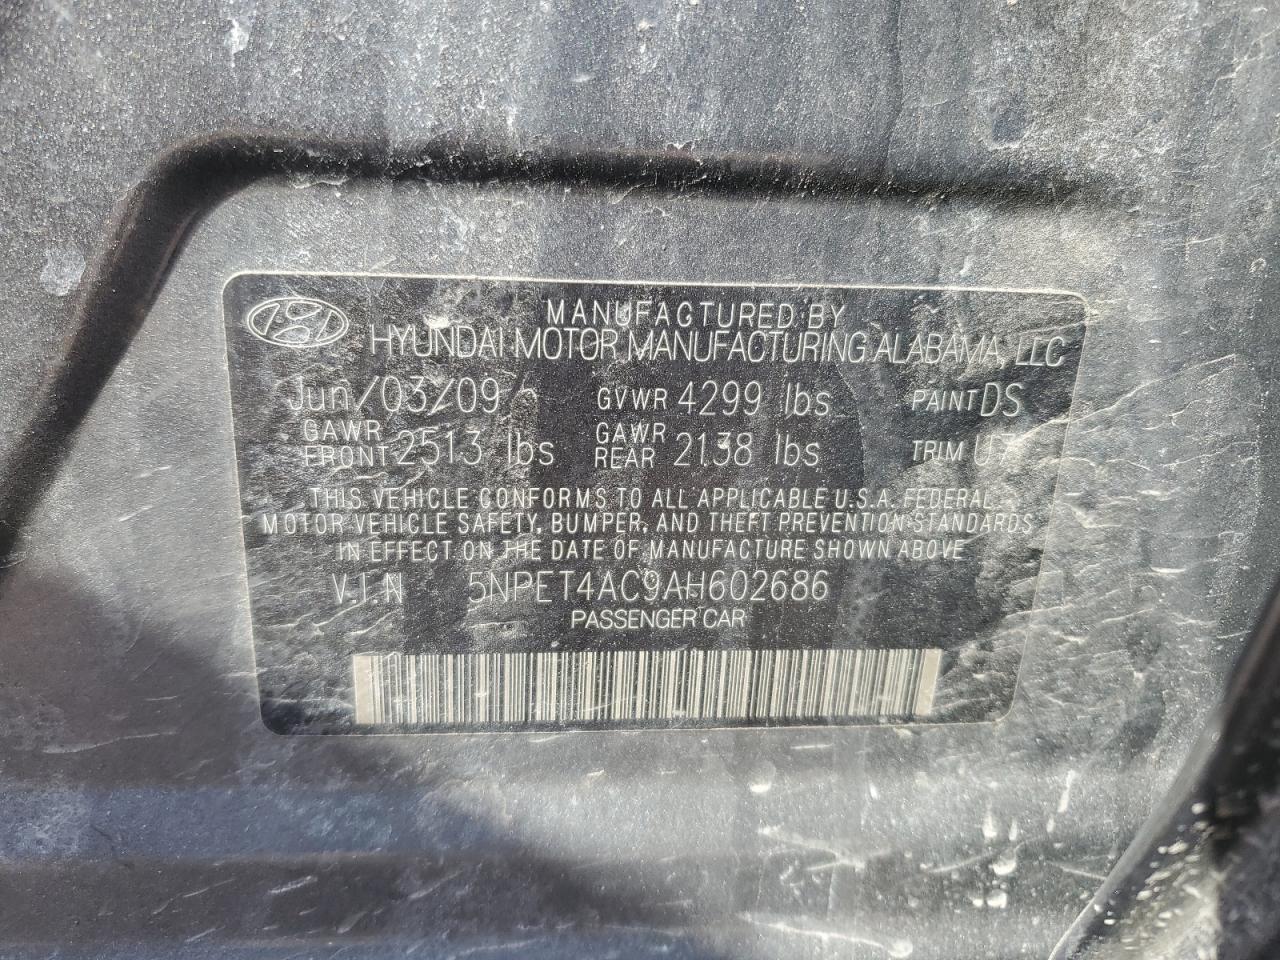 MANUFACTURED BY
HYUNDAI MOTOR MANUFACTURING ALABAMA, LLC
Jun/03/09 GVWR 4299 lbs PAINT DS
GAWR FRONT 2513 lbs GAWR REAR 2138 lbs TRIM U7
THIS VEHICLE CONFORMS TO ALL APPLICABLE U.S.A. FEDERAL
MOTOR VEHICLE SAFETY, BUMPER, AND THEFT PREVENTION STANDARDS
IN EFFECT ON THE DATE OF MANUFACTURE SHOWN ABOVE
V.I.N 5NPET4AC9AH602686
PASSENGER CAR